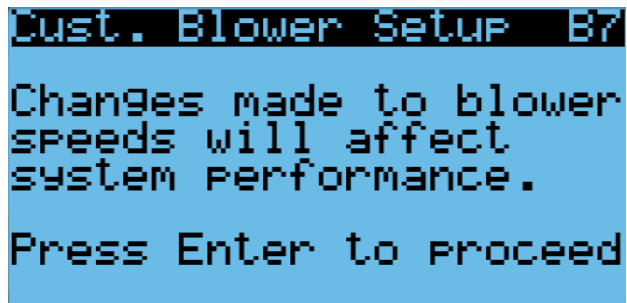 Cust. Blower Setup B7
Changes made to blower
speeds will affect
system performance.
Press Enter to proceed